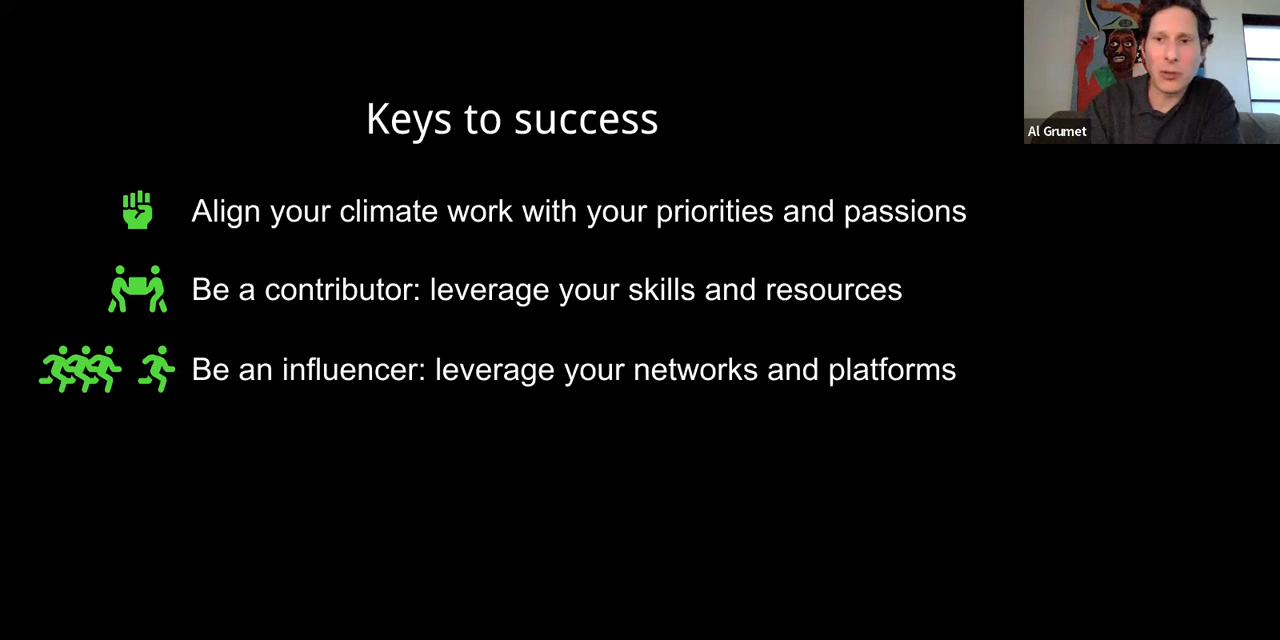 Keys to success
Align your climate work with your priorities and passions
Be a contributor: leverage your skills and resources
Be an influencer: leverage your networks and platforms
Al Grumet